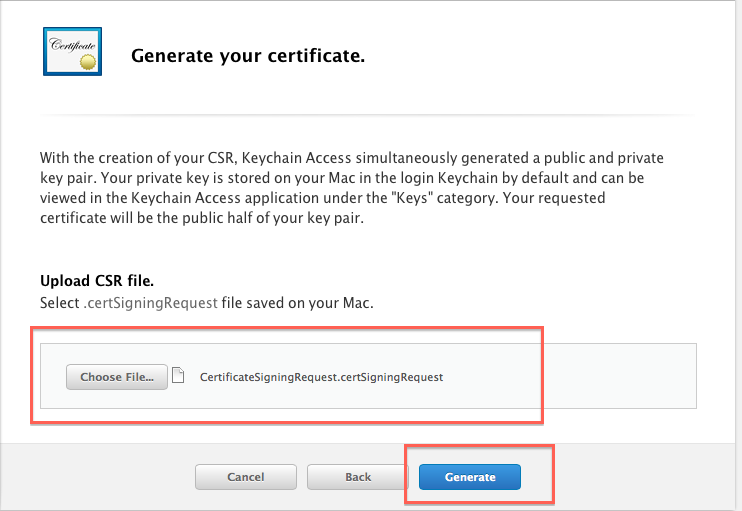 Certificate
Generate your certificate.
With the creation of your CSR, Keychain Access simultaneously generated a public and private
key pair. Your private key is stored on your Mac in the login Keychain by default and can be
viewed in the Keychain Access application under the "Keys" category. Your requested
certificate will be the public half of your key pair.
Upload CSR file.
Select .certSigningRequest file saved on your Mac.
Choose File... CertificateSigningRequest.certSigningRequest
Cancel Back Generate